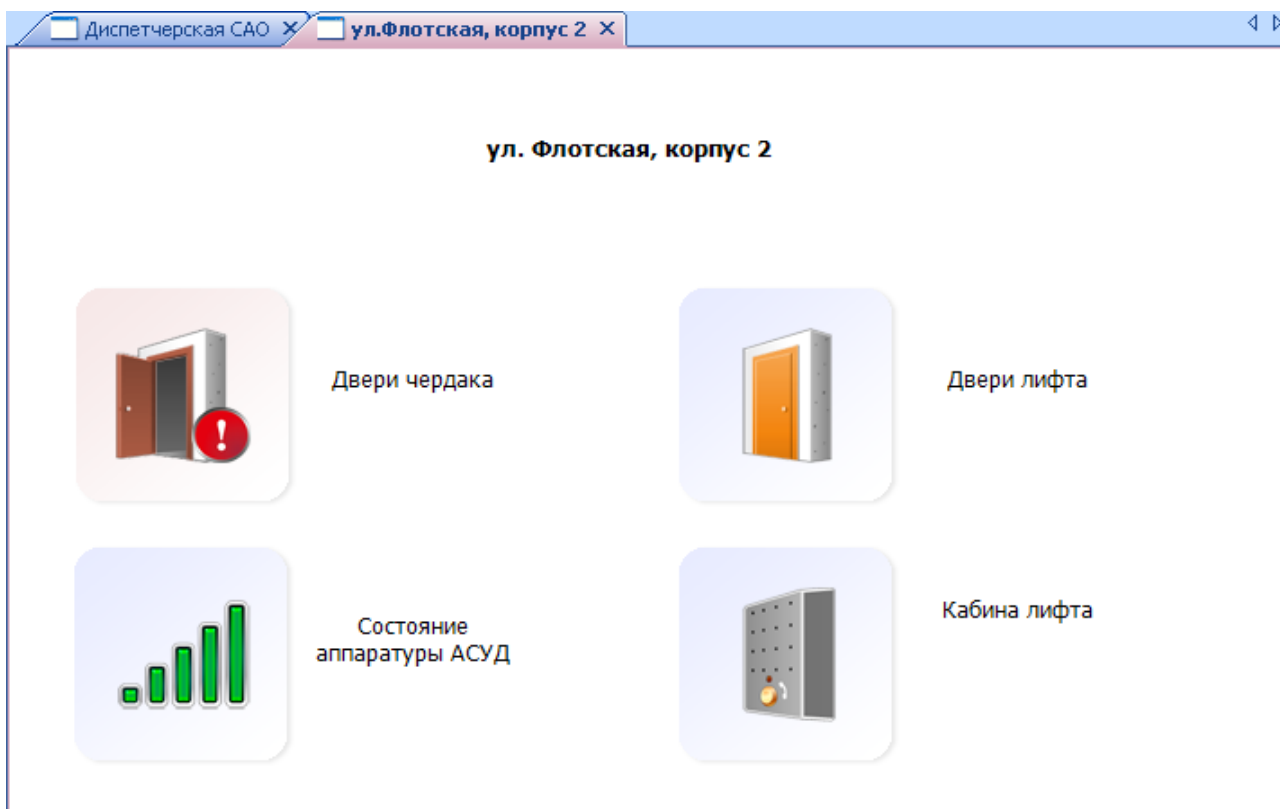 Диспетчерская САО
ул.Флотская, корпус 2
ул. Флотская, корпус 2
Двери чердака
Двери лифта
Состояние
аппаратуры АСУД
Кабина лифта